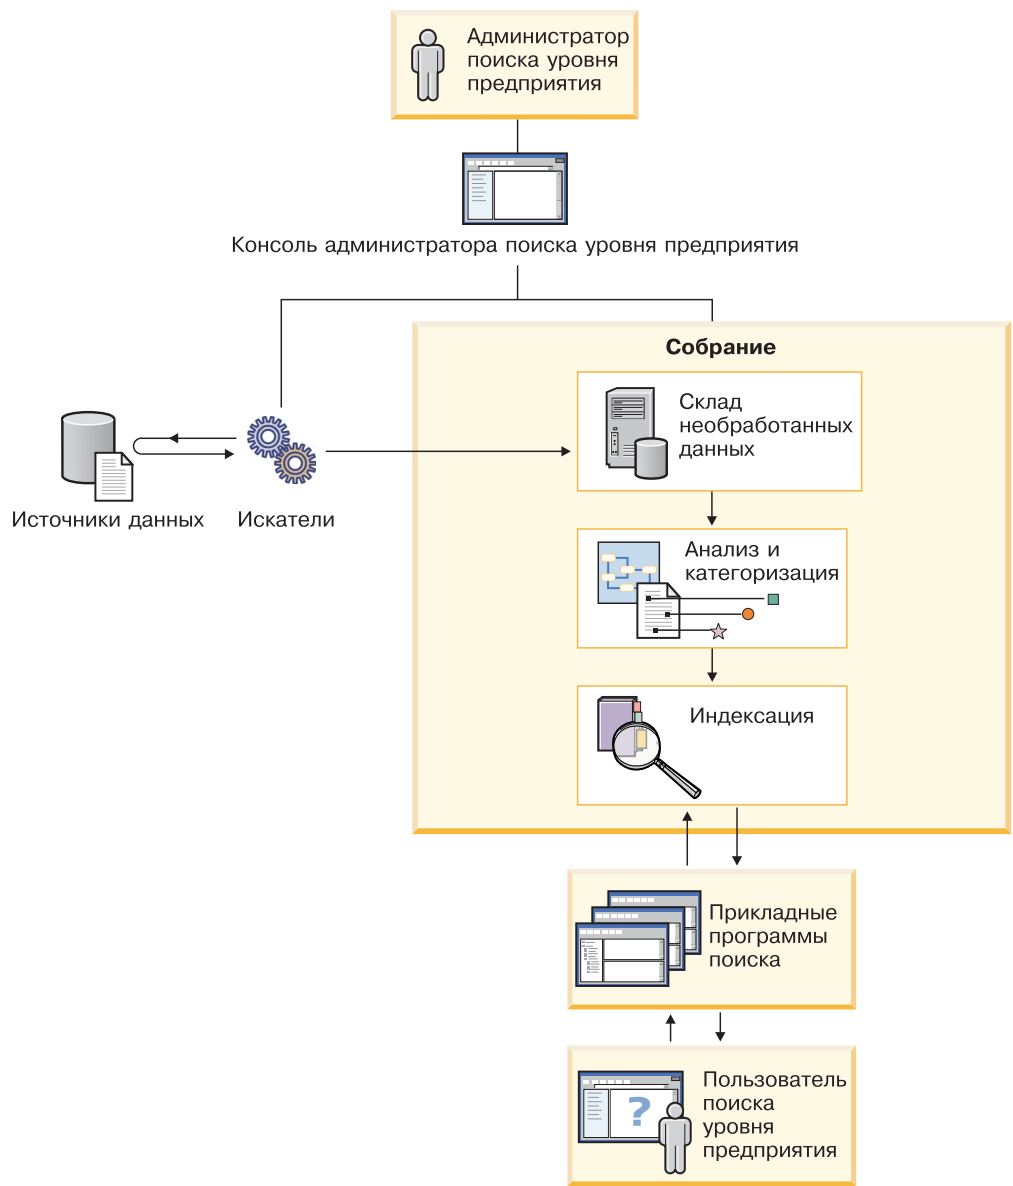 Администратор
поиска уровня
предприятия
Консоль администратора поиска уровня предприятия
Собрание
Склад
необработанных
данных
Источники данных
Искатели
Анализ и
категоризация
Индексация
Прикладные
программы
поиска
?
Пользователь
поиска
уровня
предприятия